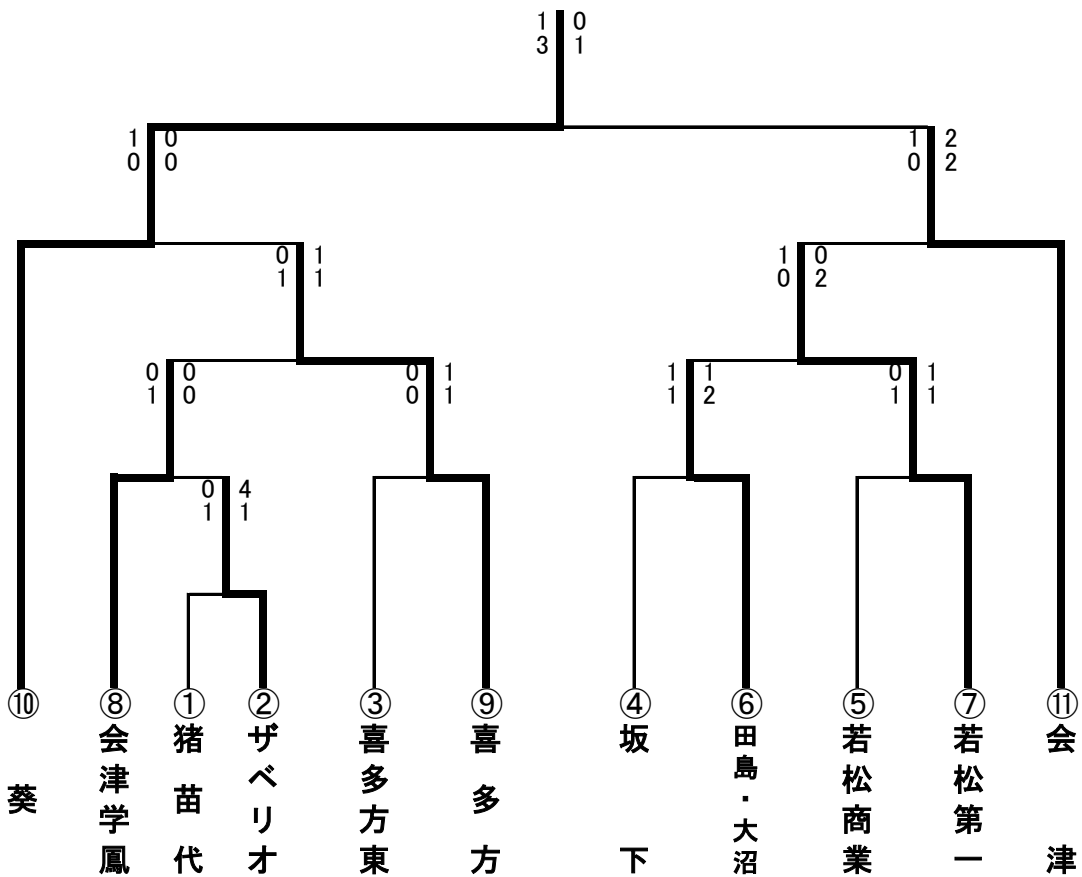 1 0
3 1
1 0
0 0
1 2
0 2
0 1
1 1
1 0
0 2
0 0
1 0
0 1
0 1
1 1
1 2
0 1
1 1
0 4
1 1
⑩ 葵
⑧ 会津学鳳
① 猪苗代
② ザベリオ
③ 喜多方東
⑨ 喜多方
④ 坂下
⑥ 田島・大沼
⑤ 若松商業
⑦ 若松第一
⑪ 会津